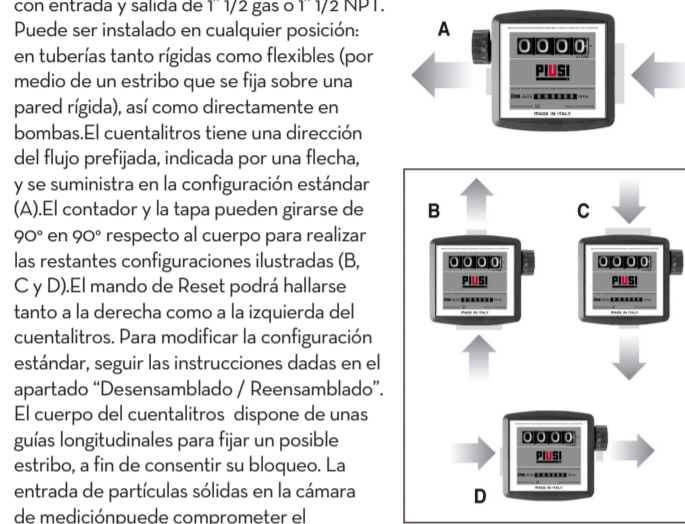 con entrada y salida de 1" 1/2 gas o 1" 1/2 NPT.
Puede ser instalado en cualquier posición:
en tuberías tanto rígidas como flexibles (por
medio de un estribo que se fija sobre una
pared rígida), así como directamente en
bombas.El cuentalitros tiene una dirección
del flujo prefijada, indicada por una flecha,
y se suministra en la configuración estándar
(A).El contador y la tapa pueden girarse de
90° en 90° respecto al cuerpo para realizar
las restantes configuraciones ilustradas (B,
C y D).El mando de Reset podrá hallarse
tanto a la derecha como a la izquierda del
cuentalitros. Para modificar la configuración
estándar, seguir las instrucciones dadas en el
apartado "Desensamblado / Reensamblado".
El cuerpo del cuentalitros dispone de unas
guías longitudinales para fijar un posible
estribo, a fin de consentir su bloqueo. La
entrada de partículas sólidas en la cámara
de mediciónpuede comprometer el
A
0000
PIUSI
MADE IN ITALY
B
0000
PIUSI
MADE IN ITALY
C
0000
PIUSI
MADE IN ITALY
0000
PIUSI
D
MADE IN ITALY